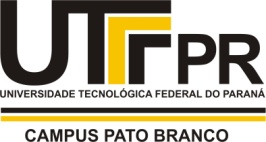 UTFPR
UNIVERSIDADE TECNOLÓGICA FEDERAL DO PARANÁ
CAMPUS PATO BRANCO